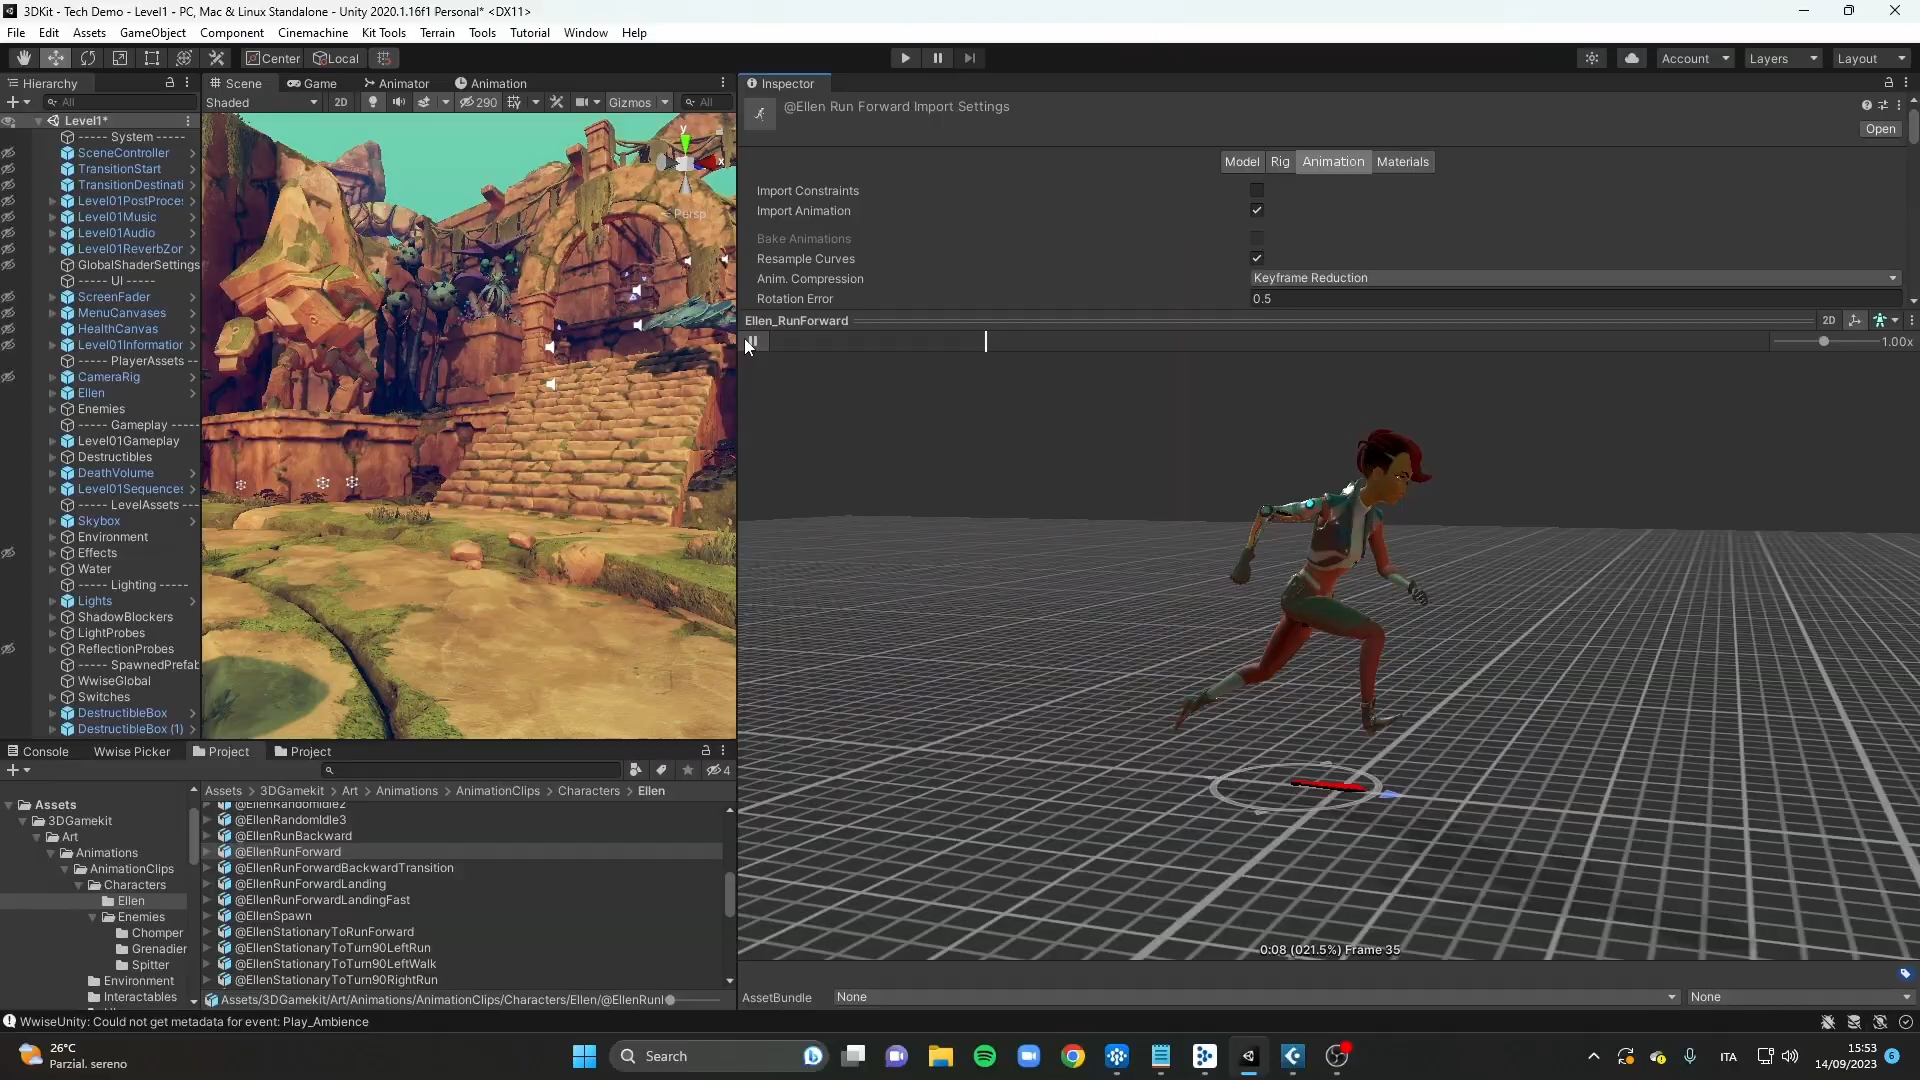 3DKit - Tech Demo - Level1 - PC, Mac & Linux Standalone - Unity 2020.1.16f1 Personal* <DX11>
File Edit Assets GameObject Component Cinemachine Kit Tools Terrain Tools Tutorial Window Help
Center Local Account Layers Layout
Hierarchy
All
Level1*
----- System -----
SceneController
TransitionStart
TransitionDestinati
Level01PostProces
Level01Music
Level01Audio
Level01ReverbZor
GlobalShaderSettings
----- UI -----
ScreenFader
MenuCanvases
HealthCanvas
Level01Information
----- PlayerAssets --
CameraRig
Ellen
Enemies
----- Gameplay -----
Level01Gameplay
Destructibles
DeathVolume
Level01Sequences
----- LevelAssets ---
Skybox
Environment
Effects
Water
----- Lighting -----
Lights
ShadowBlockers
LightProbes
ReflectionProbes
----- SpawnedPrefab
WwiseGlobal
Switches
DestructibleBox
DestructibleBox (1)
Scene Game Animator Animation
Shaded 2D 290 Gizmos All
y
x
Persp
Inspector
@Ellen Run Forward Import Settings
Open
Model Rig Animation Materials
Import Constraints
Import Animation
Bake Animations
Resample Curves
Anim. Compression Keyframe Reduction
Rotation Error 0.5
Ellen_RunForward 2D
1.00x
0:08 (021.5%) Frame 35
AssetBundle None None
Console Wwise Picker Project Project
4
Assets
3DGamekit
Art
Animations
AnimationClips
Characters
Ellen
Enemies
Chomper
Grenadier
Spitter
Environment
Interactables
Assets > 3DGamekit > Art > Animations > AnimationClips > Characters > Ellen
@EllenRandomIdle2
@EllenRandomIdle3
@EllenRunBackward
@EllenRunForward
@EllenRunForwardBackwardTransition
@EllenRunForwardLanding
@EllenRunForwardLandingFast
@EllenSpawn
@EllenStationaryToRunForward
@EllenStationaryToTurn90LeftRun
@EllenStationaryToTurn90LeftWalk
@EllenStationaryToTurn90RightRun
Assets/3DGamekit/Art/Animations/AnimationClips/Characters/Ellen/@EllenRunl
WwiseUnity: Could not get metadata for event: Play_Ambience
26°C
Parzial. sereno
Search
ITA
15:53
14/09/2023
6